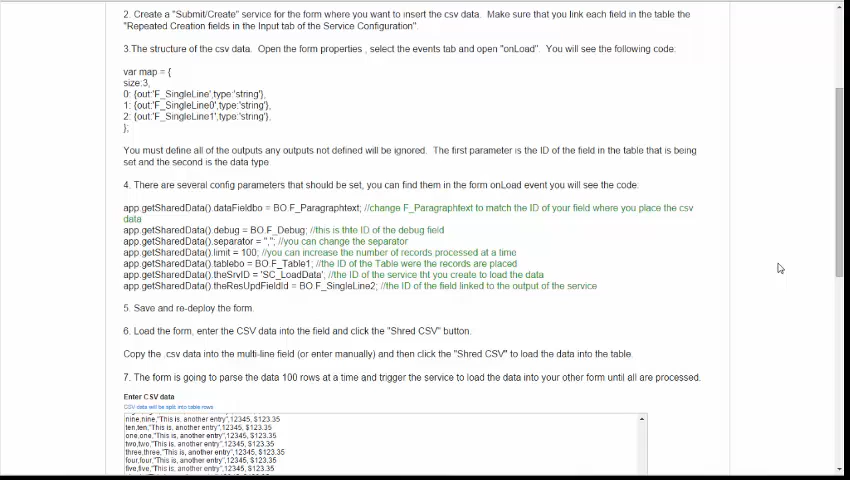 2. Create a "Submit/Create" service for the form where you want to insert the csv data.  Make sure that you link each field in the table the
"Repeated Creation fields in the Input tab of the Service Configuration".
3.The structure of the csv data.  Open the form properties , select the events tab and open "onLoad".  You will see the following code:
var map = {
size:3,
0: {out:'F_SingleLine',type:'string'},
1: {out:'F_SingleLine0',type:'string'},
2: {out:'F_SingleLine1',type:'string'},
};
You must define all of the outputs any outputs not defined will be ignored.  The first parameter is the ID of the field in the table that is being
set and the second is the data type.
4.  There are several config parameters that should be set, you can find them in the form onLoad event you will see the code:
app.getSharedData().dataFieldbo = BO.F_Paragraphtext; //change F_Paragraphtext to match the ID of your field where you place the csv
data
app.getSharedData().debug = BO.F_Debug; //this is thte ID of the debug field
app.getSharedData().separator = ","; //you can change the separator
app.getSharedData().limit = 100; //you can increase the number of records processed at a time
app.getSharedData().tablebo = BO.F_Table1; //the ID of the Table were the records are placed
app.getSharedData().theSrvID = 'SC_LoadData'; //the ID of the service tht you create to load the data
app.getSharedData().theResUpdFieldId = BO.F_SingleLine2; //the ID of the field linked to the output of the service
5.  Save and re-deploy the form.
6.  Load the form, enter the CSV data into the field and click the "Shred CSV" button.
Copy the .csv data into the multi-line field (or enter manually) and then click the "Shred CSV" to load the data into the table.
7.  The form is going to parse the data 100 rows at a time and trigger the service to load the data into your other form until all are processed.
Enter CSV data
CSV data will be split into table rows
nine,nine,"This is, another entry",12345, $123.35
ten,ten,"This is, another entry",12345, $123.35
one,one,"This is, another entry",12345, $123.35
two,two,"This is, another entry",12345, $123.35
three,three,"This is, another entry",12345, $123.35
four,four,"This is, another entry",12345, $123.35
five,five,"This is, another entry",12345, $123.35